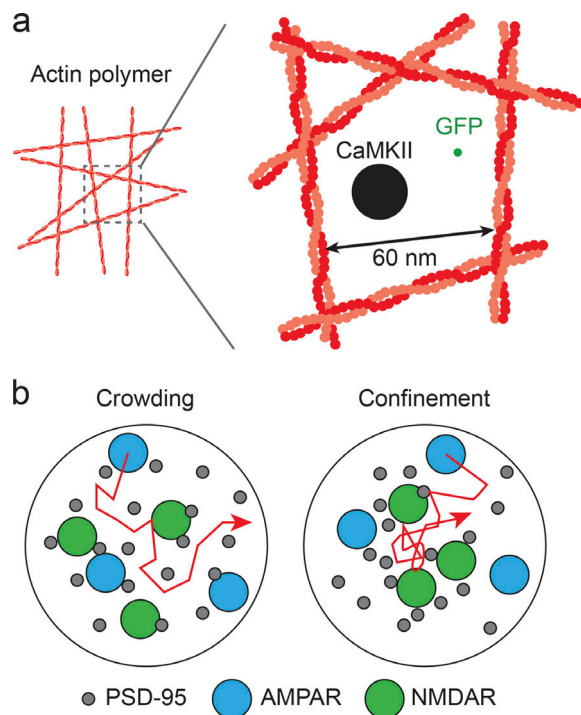 a
Actin polymer
GFP
CaMKII
60 nm
b
Crowding
Confinement
PSD-95
AMPAR
NMDAR